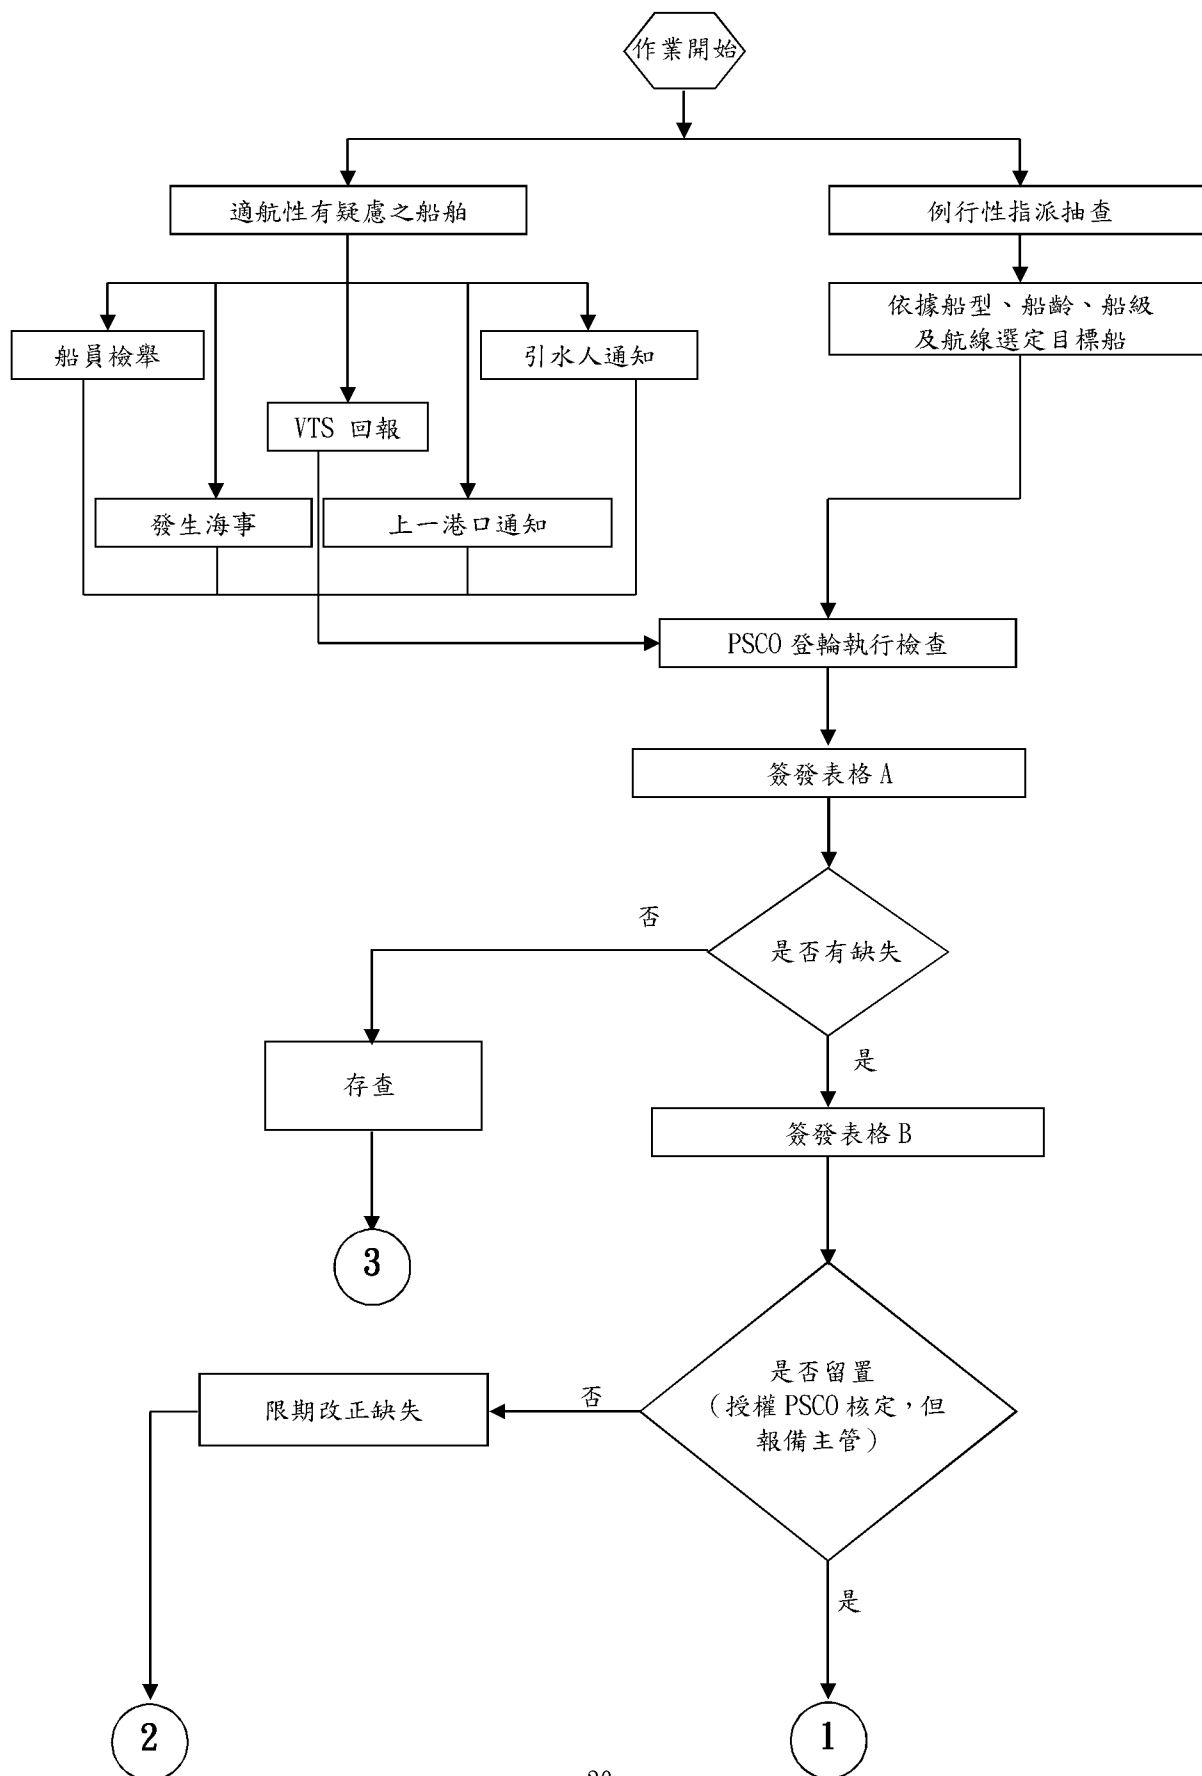 作業開始
適航性有疑慮之船舶
例行性指派抽查
依據船型、船齡、船級
及航線選定目標船
船員檢舉
引水人通知
VTS 回報
發生海事
上一港口通知
PSCO 登輪執行檢查
簽發表格 A
否
是否有缺失
是
存查
簽發表格 B
3
是否留置
（授權 PSCO 核定，但
報備主管）
否
限期改正缺失
是
2
1